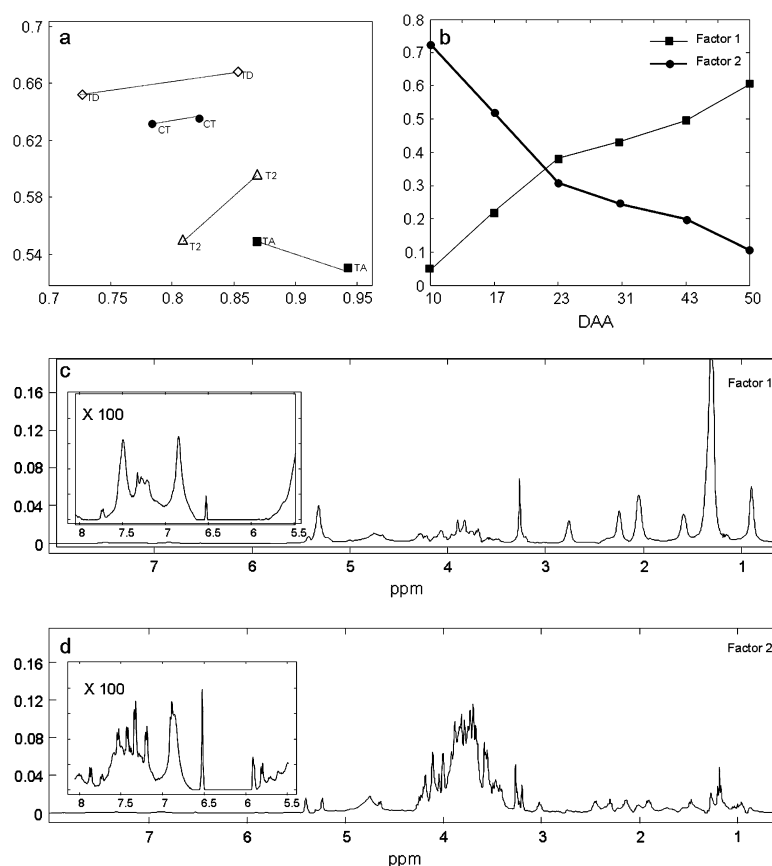 a
0.7
0.66
0.62
0.58
0.54
TD
TD
CT
CT
T2
T2
TA
TA
0.7 0.75 0.8 0.85 0.9 0.95
b
0.8
0.7
0.6
0.5
0.4
0.3
0.2
0.1
0
Factor 1
Factor 2
10 17 23 31 43 50
DAA
c
Factor 1
0.16
0.12
0.08
0.04
0
X 100
8 7.5 7 6.5 6 5.5
7 6 5 4 3 2 1
ppm
d
Factor 2
0.16
0.12
0.08
0.04
0
X 100
8 7.5 7 6.5 6 5.5
7 6 5 4 3 2 1
ppm